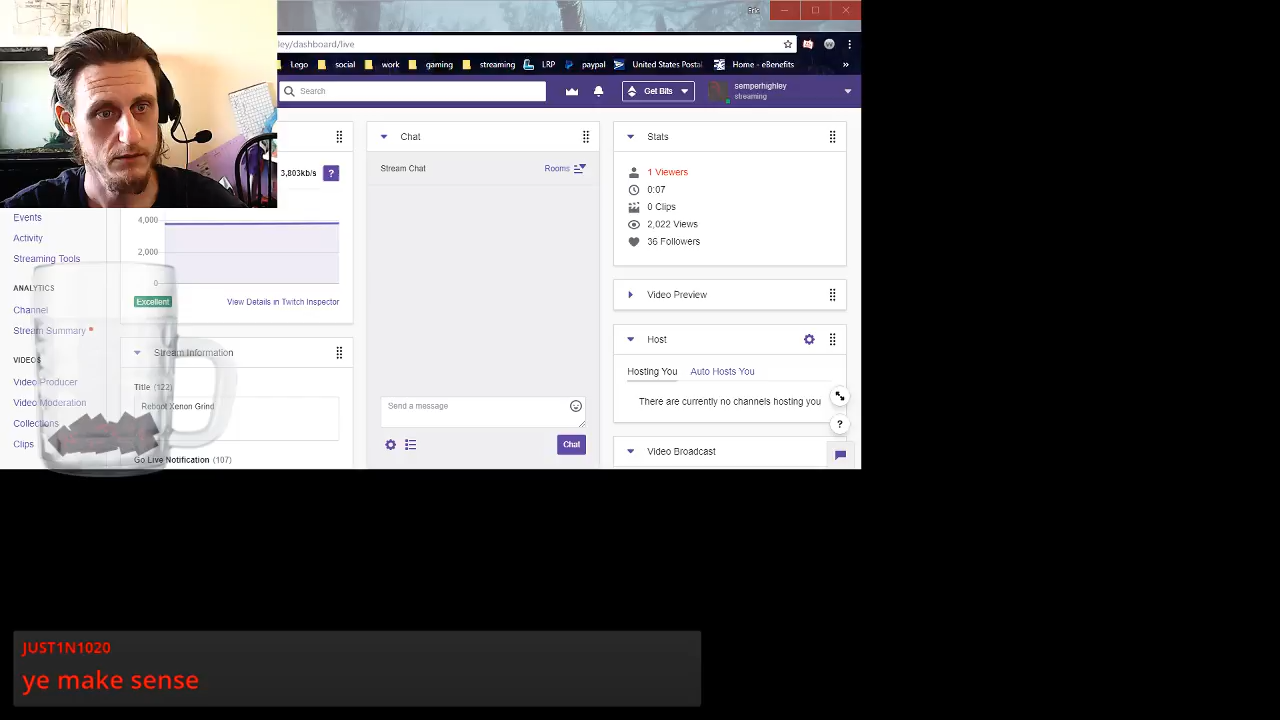 Eric
ley/dashboard/live
Lego social work gaming streaming LRP paypal United States Postal Home - eBenefits »
Search
Get Bits
semperhighley
streaming
3,803kb/s ?
4,000
2,000
0
Excellent
View Details in Twitch Inspector
Events
Activity
Streaming Tools
ANALYTICS
Channel
Stream Summary
VIDEOS
Video Producer
Video Moderation
Collections
Clips
Stream Information
Title (122)
Reboot Xenon Grind
Go Live Notification (107)
Chat
Stream Chat Rooms
Send a message
Chat
Stats
1 Viewers
0:07
0 Clips
2,022 Views
36 Followers
Video Preview
Host
Hosting You Auto Hosts You
There are currently no channels hosting you
?
Video Broadcast
JUST1N1020
ye make sense